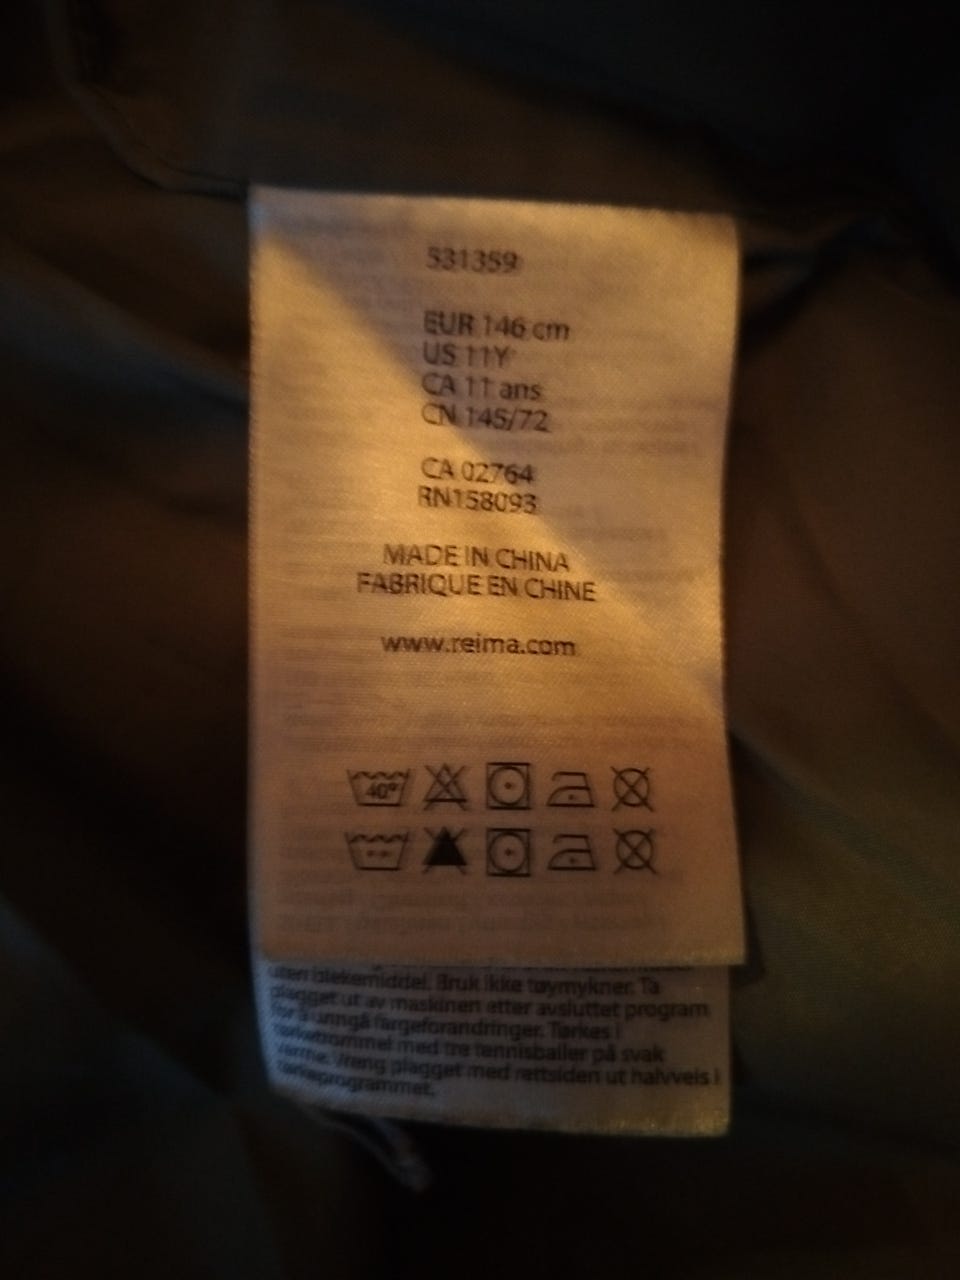 531359
EUR 146 cm
US 11Y
CA 11 ans
CN 145/72
CA 02764
RN158093
MADE IN CHINA
FABRIQUE EN CHINE
www.reima.com
40°
uten blekemiddel. Bruk ikke tøymykner. Ta
plagget ut av maskinen etter avsluttet program
for å unngå fargeforandringer. Tørkes i
tørketrommel med tre tennisballer på svak
varme. Vreng plagget med rettsiden ut halvveis i
tørkeprogrammet.